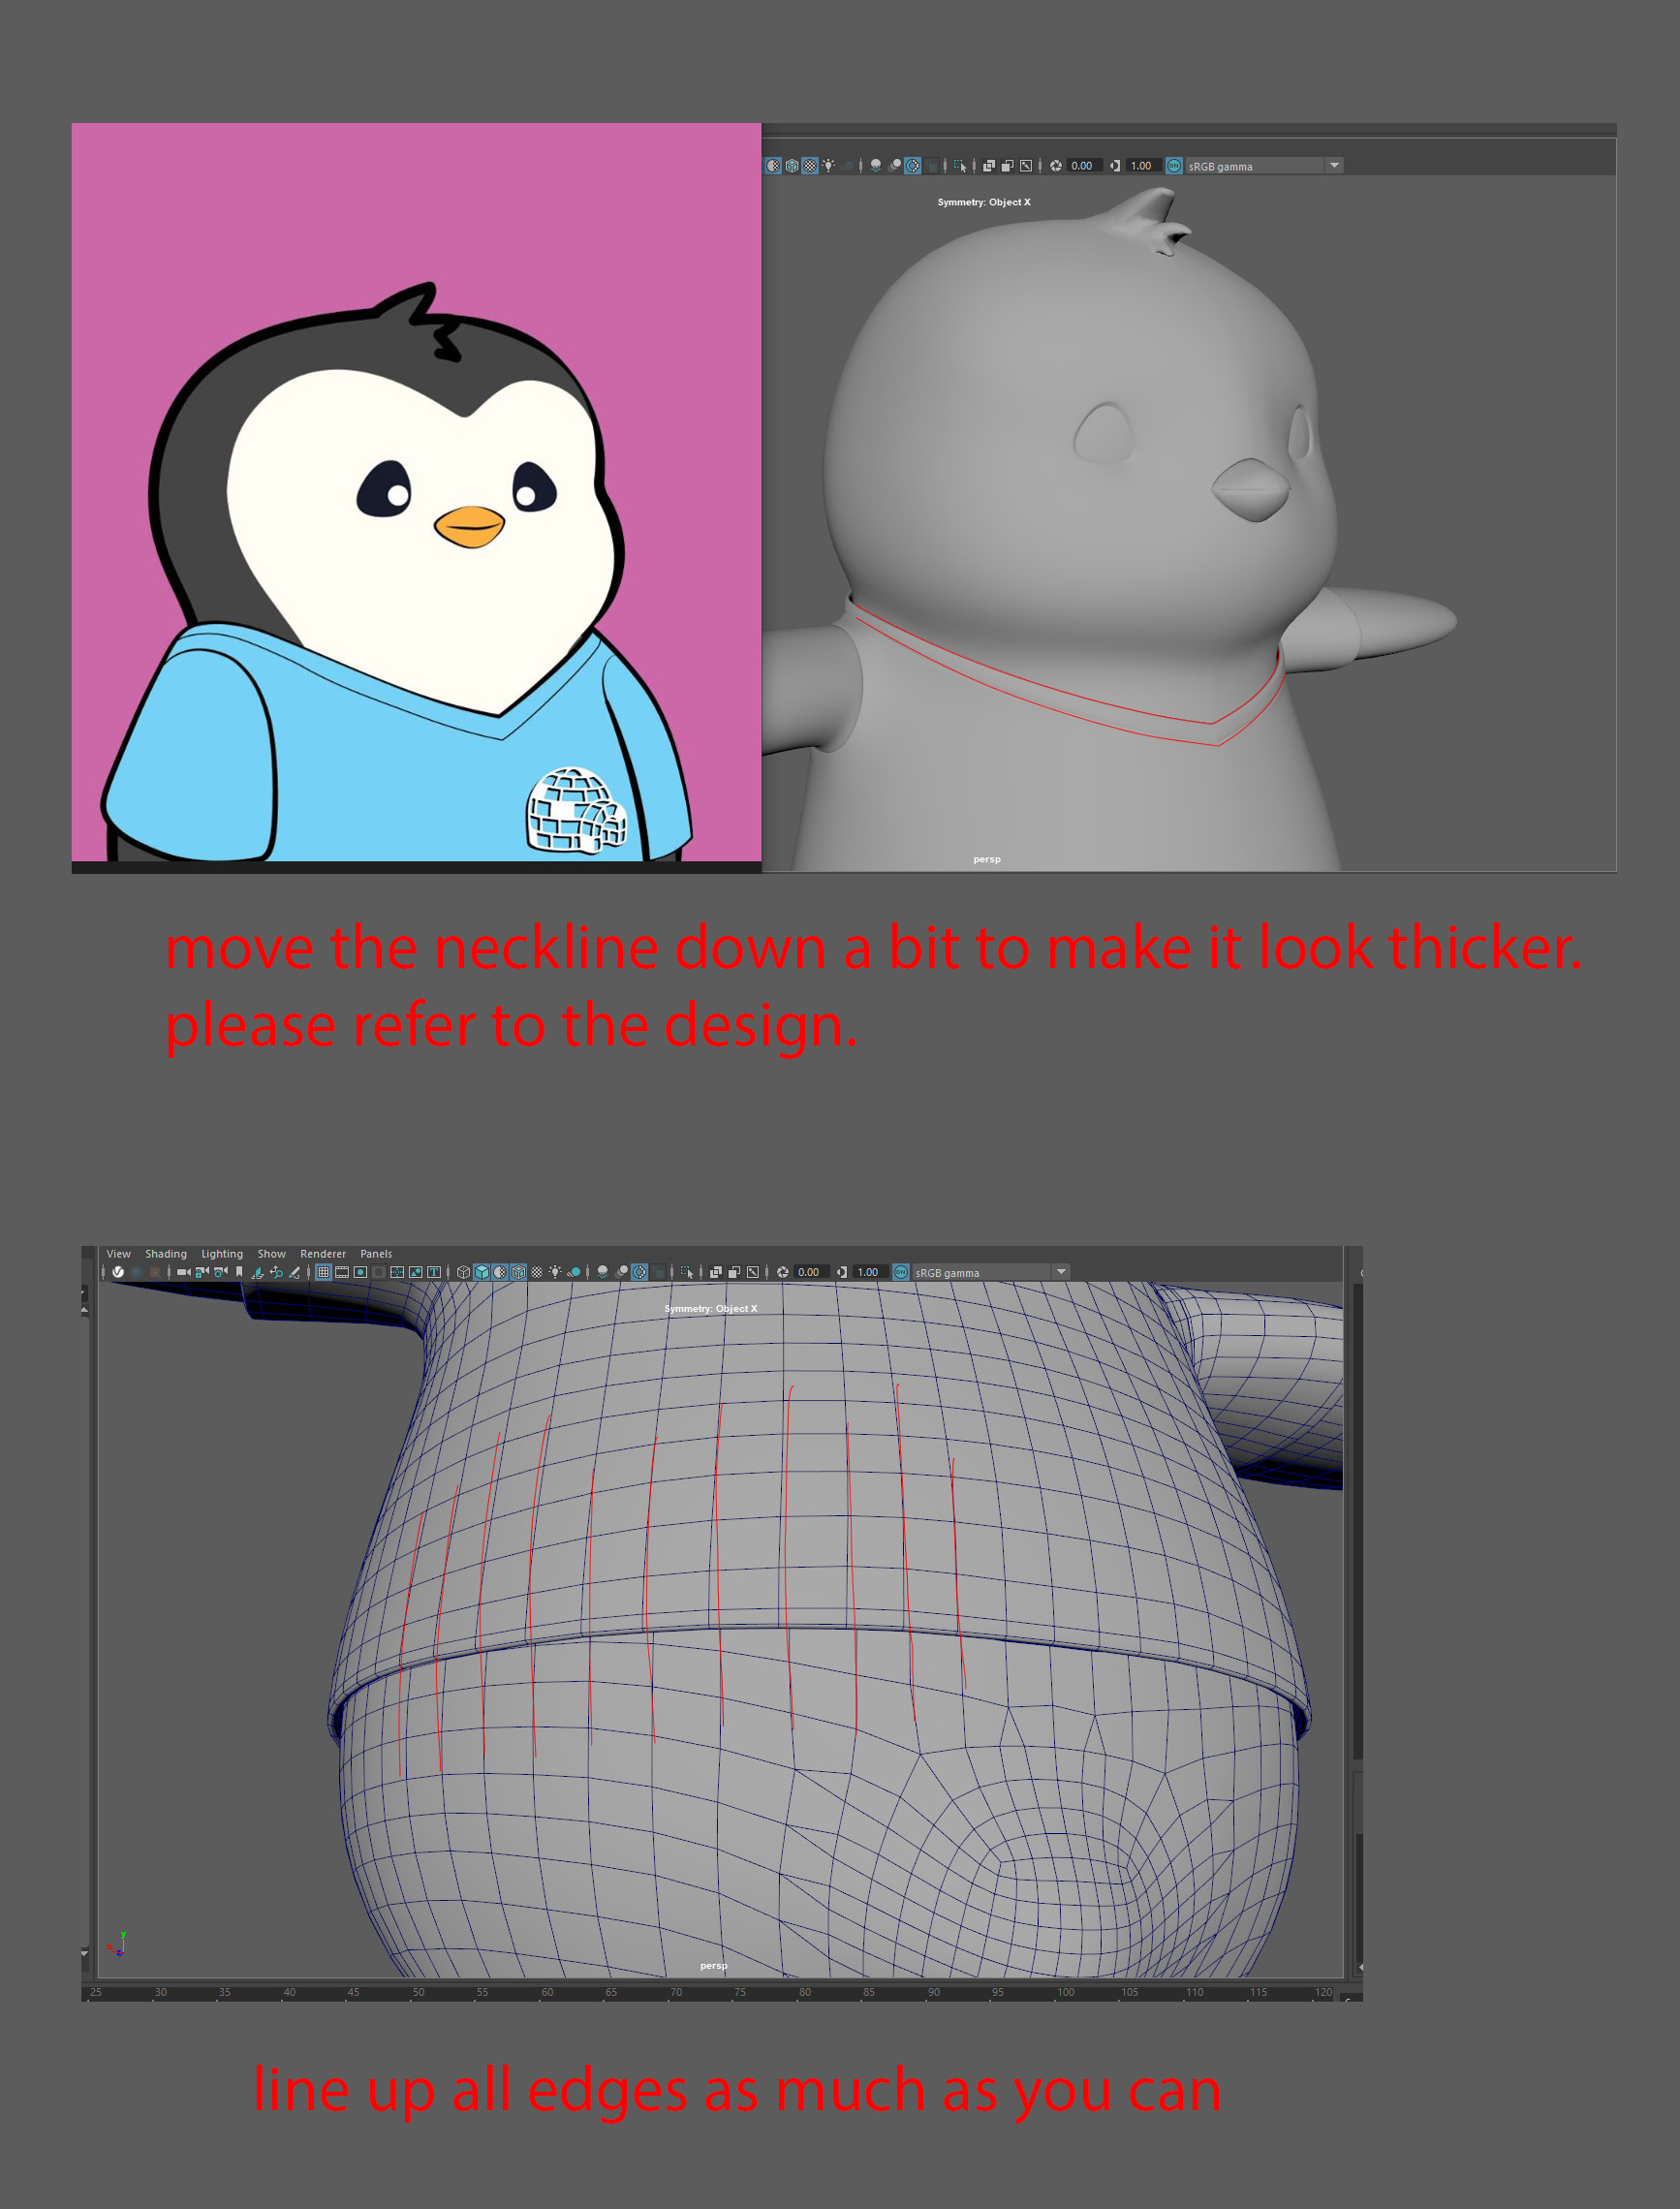 0.00 1.00 sRGB gamma
Symmetry: Object X
persp
move the neckline down a bit to make it look thicker.
please refer to the design.
View Shading Lighting Show Renderer Panels
0.00 1.00 sRGB gamma
Symmetry: Object X
persp
25 30 35 40 45 50 55 60 65 70 75 80 85 90 95 100 105 110 115 120
line up all edges as much as you can